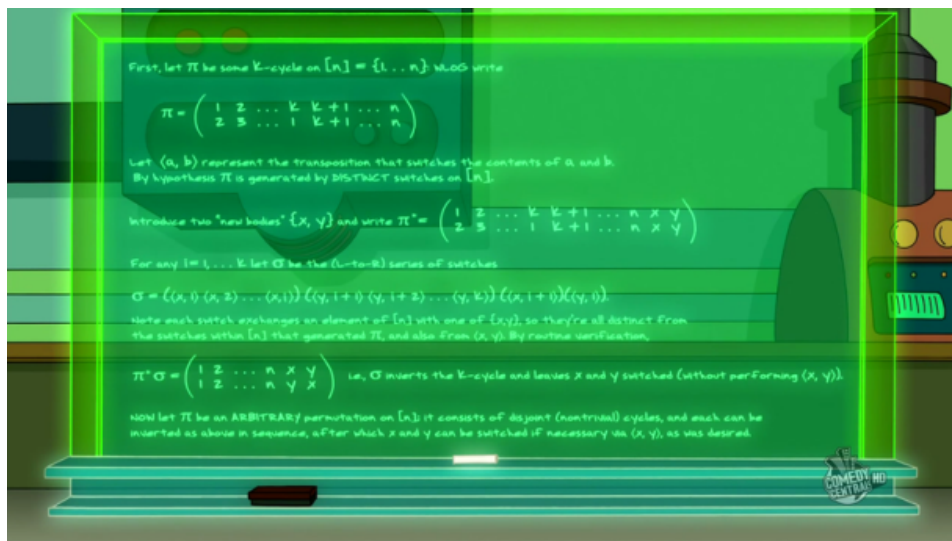 First, let π be some k-cycle on [n] = {1 . . n}: WLOG write
π = ( 1 2 ... k k+1 ... n
2 3 ... 1 k+1 ... n )
Let ⟨a, b⟩ represent the transposition that switches the contents of a and b.
By hypothesis π is generated by DISTINCT switches on [n].
Introduce two "new bodies" {x, y} and write π* = ( 1 2 ... k k+1 ... n x y
2 3 ... 1 k+1 ... n x y )
For any i=1, ... k let σ be the (L-to-R) series of switches
σ = (⟨x, 1⟩ ⟨x, 2⟩ ... ⟨x, i⟩) (⟨y, i+1⟩ ⟨y, i+2⟩ ... ⟨y, k⟩) (⟨x, i+1⟩)(⟨y, 1⟩).
Note each switch exchanges an element of [n] with one of {x,y}, so they're all distinct from
the switches within [n] that generated π, and also from ⟨x, y⟩. By routine verification,
π* σ = ( 1 2 ... n x y
1 2 ... n y x ) i.e., σ inverts the k-cycle and leaves x and y switched (without performing ⟨x, y⟩).
NOW let π be an ARBITRARY permutation on [n]; it consists of disjoint (nontrivial) cycles, and each can be
inverted as above in sequence, after which x and y can be switched if necessary via ⟨x, y⟩, as was desired.
COMEDY
CENTRAL HD